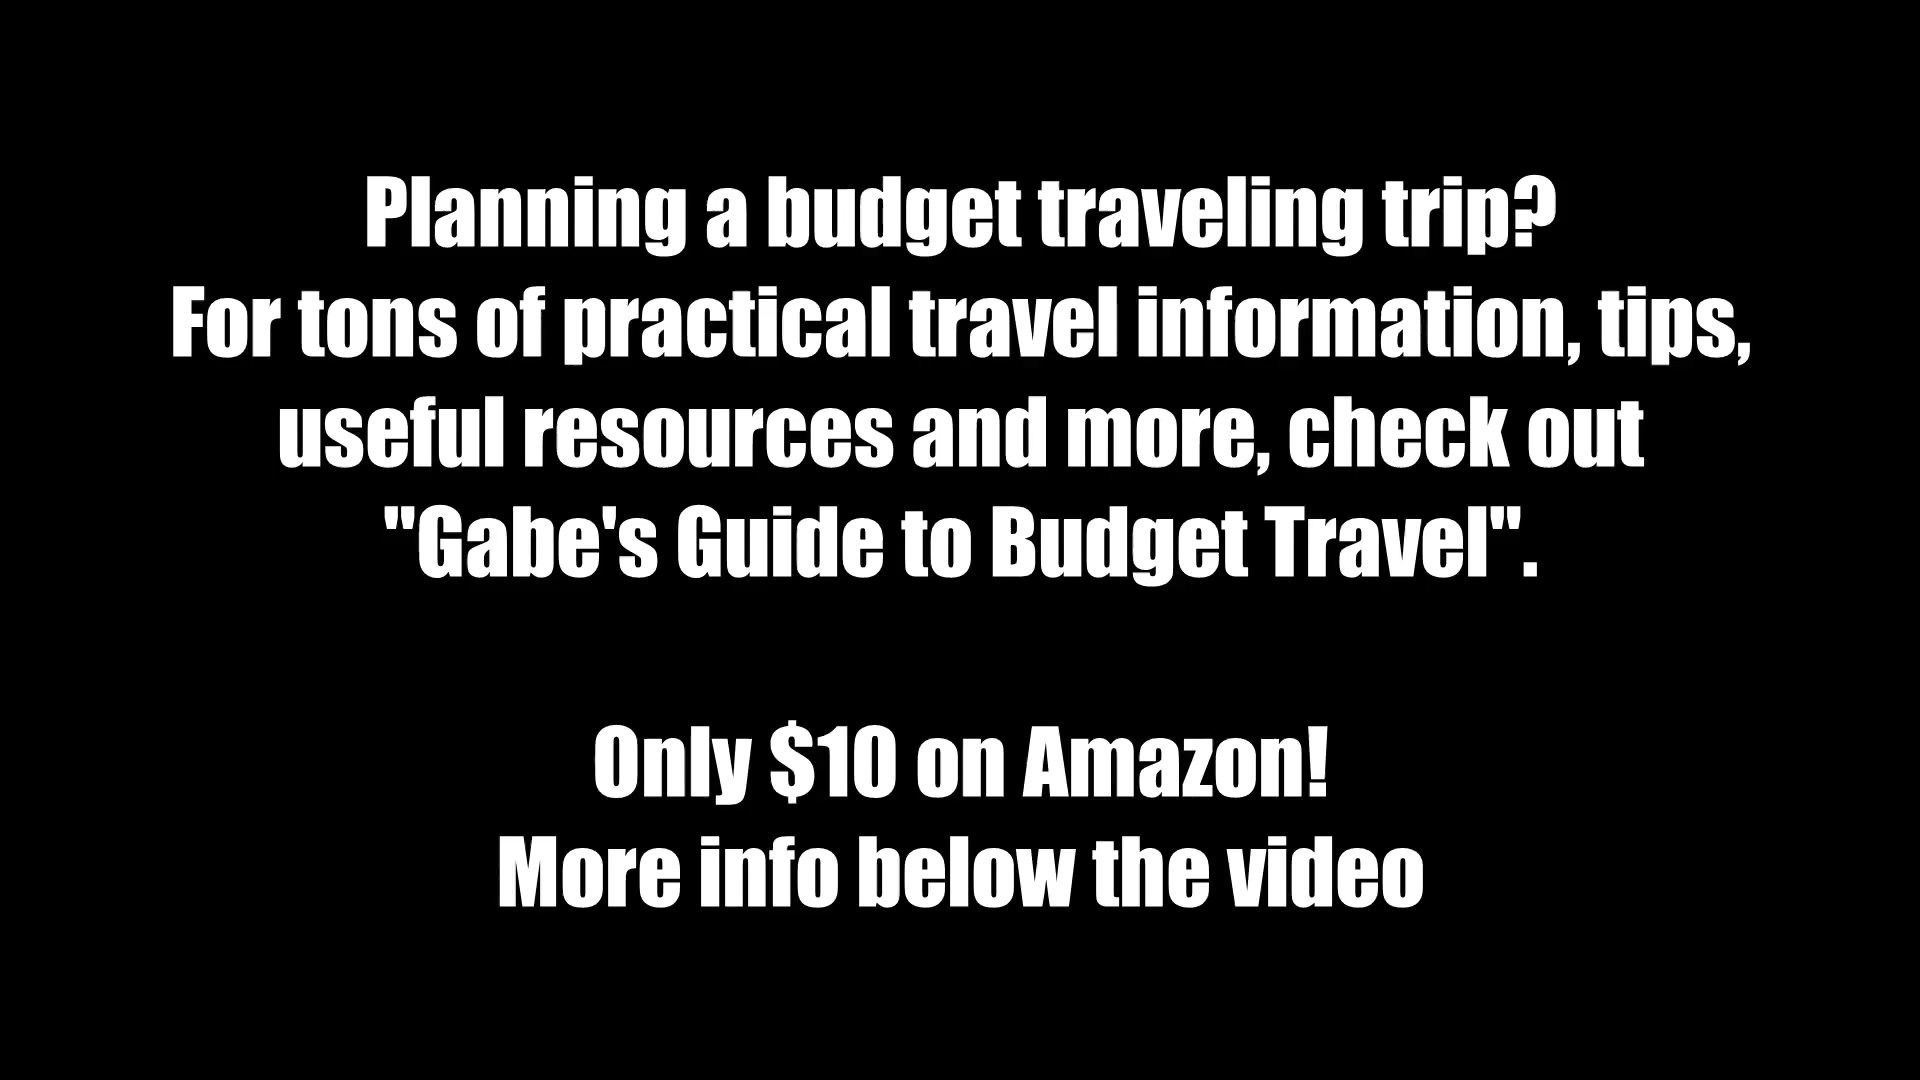 Planning a budget traveling trip?
For tons of practical travel information, tips,
useful resources and more, check out
"Gabe's Guide to Budget Travel".
Only $10 on Amazon!
More info below the video